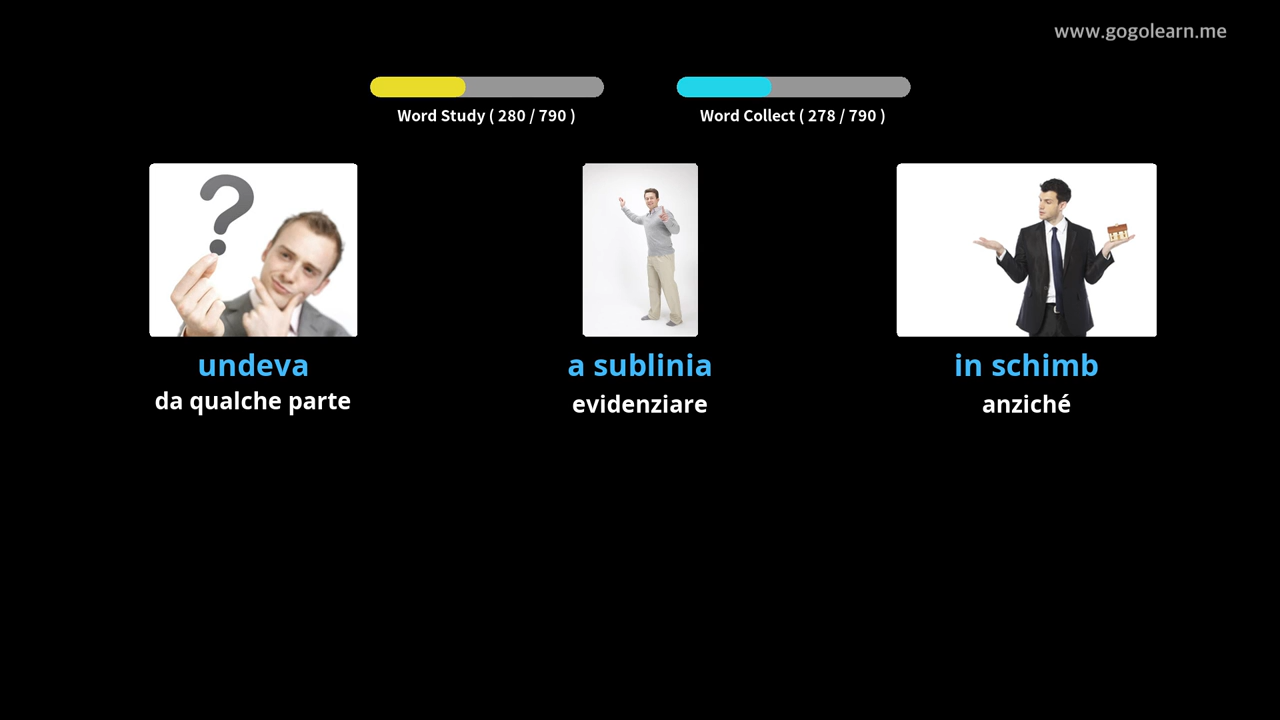 www.gogolearn.me
Word Study ( 280 / 790 )
Word Collect ( 278 / 790 )
?
undeva
a sublinia
in schimb
da qualche parte
evidenziare
anziché